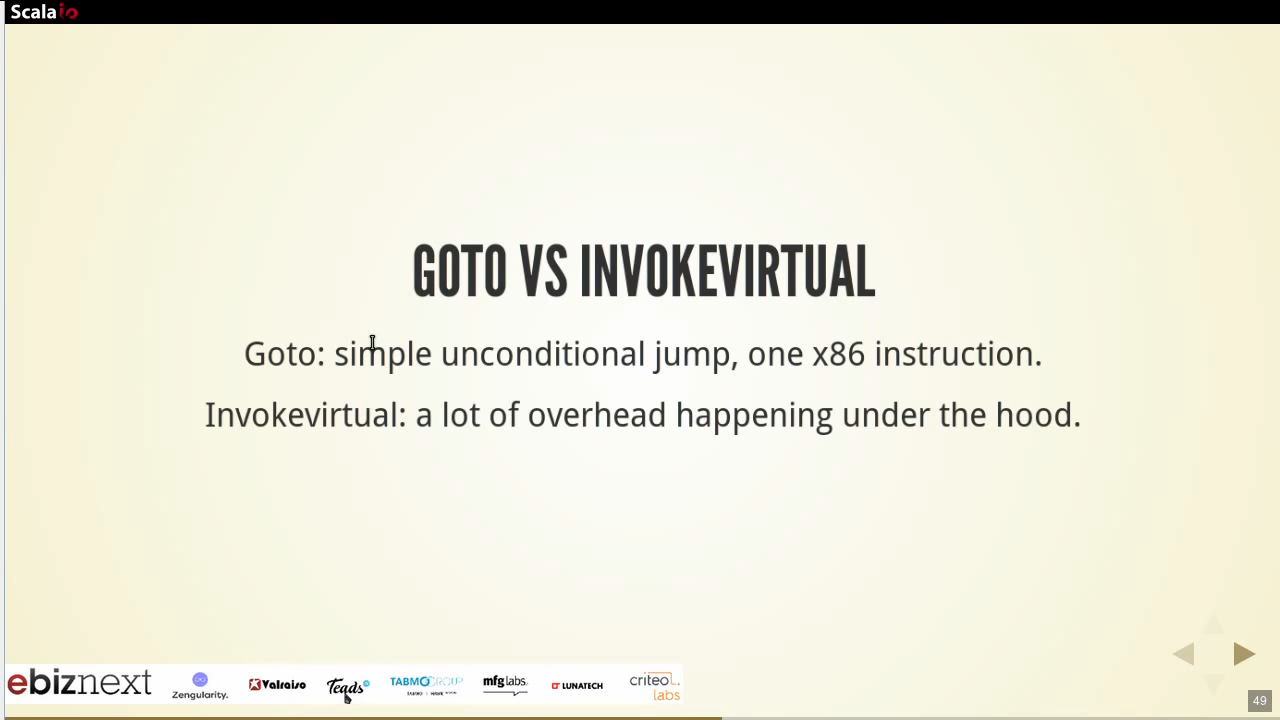 Scalaio
GOTO VS INVOKEVIRTUAL
Goto: simple unconditional jump, one x86 instruction.
Invokevirtual: a lot of overhead happening under the hood.
ebiznext
Zengularity.
Valraiso
Teads
TABMOGROUP
mfg labs.
LUNATECH
criteo
labs
49